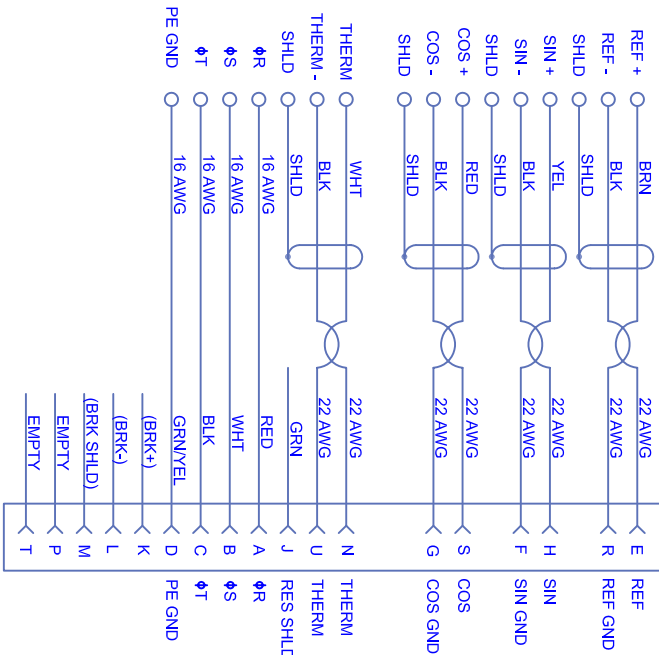 REF + BRN 22 AWG E REF
REF - BLK 22 AWG R REF GND
SHLD SHLD
SIN + YEL 22 AWG H SIN
SIN - BLK 22 AWG F SIN GND
SHLD SHLD
COS + RED 22 AWG S COS
COS - BLK 22 AWG G COS GND
SHLD SHLD
THERM WHT 22 AWG N THERM
THERM - BLK 22 AWG U THERM
SHLD SHLD GRN J RES SHLD
ϕR 16 AWG RED A ϕR
ϕS 16 AWG WHT B ϕS
ϕT 16 AWG BLK C ϕT
PE GND 16 AWG GRN/YEL D PE GND
(BRK+) K
(BRK-) L
(BRK SHLD) M
EMPTY P
EMPTY T